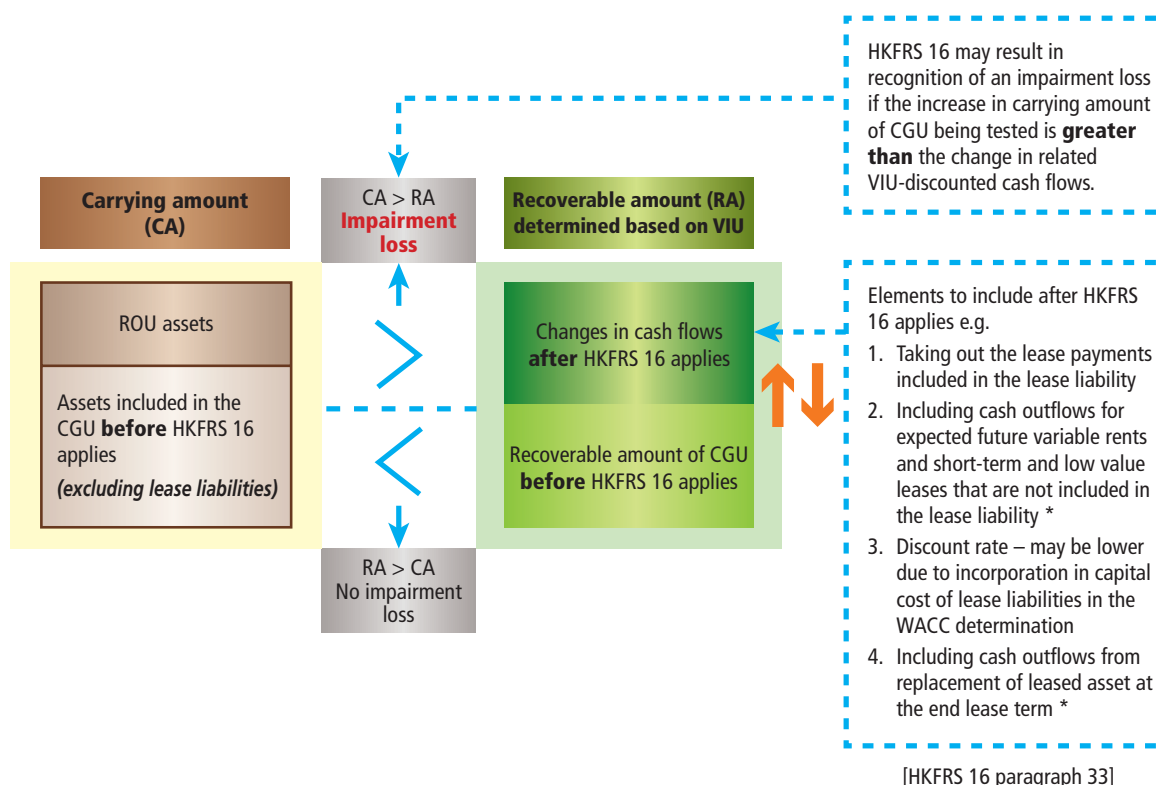 HKFRS 16 may result in
recognition of an impairment loss
if the increase in carrying amount
of CGU being tested is greater
than the change in related
VIU-discounted cash flows.
Carrying amount
(CA)
CA > RA
Impairment
loss
Recoverable amount (RA)
determined based on VIU
ROU assets
Assets included in the
CGU before HKFRS 16
applies
(excluding lease liabilities)
Changes in cash flows
after HKFRS 16 applies
Recoverable amount of CGU
before HKFRS 16 applies
RA > CA
No impairment
loss
Elements to include after HKFRS
16 applies e.g.
1. Taking out the lease payments
included in the lease liability
2. Including cash outflows for
expected future variable rents
and short-term and low value
leases that are not included in
the lease liability *
3. Discount rate – may be lower
due to incorporation in capital
cost of lease liabilities in the
WACC determination
4. Including cash outflows from
replacement of leased asset at
the end lease term *
[HKFRS 16 paragraph 33]